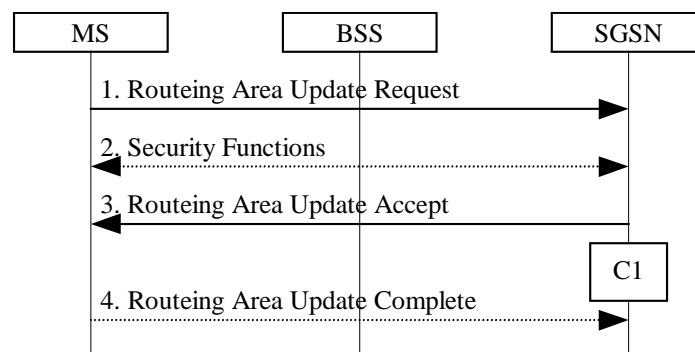 MS
BSS
SGSN
1. Routeing Area Update Request
2. Security Functions
3. Routeing Area Update Accept
C1
4. Routeing Area Update Complete